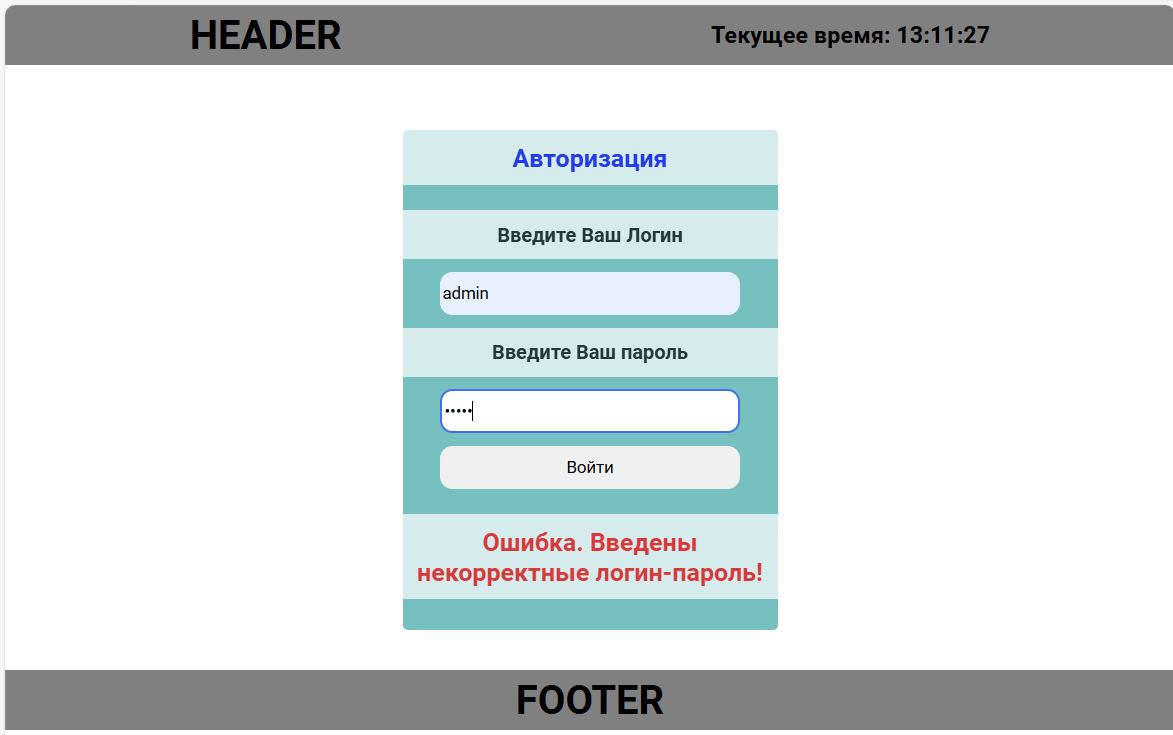 HEADER
Текущее время: 13:11:27
Авторизация
Введите Ваш Логин
admin
Введите Ваш пароль
•••••
Войти
Ошибка. Введены
некорректные логин-пароль!
FOOTER